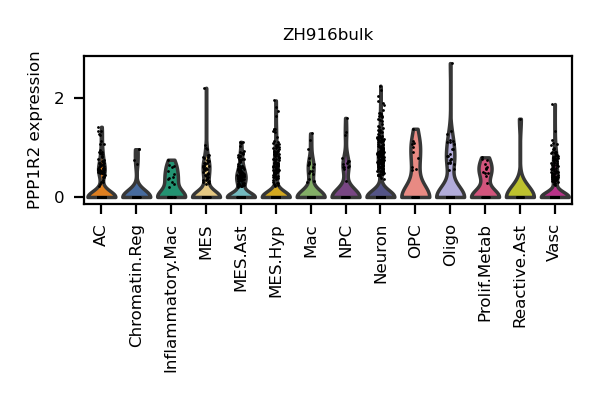 ZH916bulk
PPP1R2 expression
2
0
AC
Chromatin.Reg
Inflammatory.Mac
MES
MES.Ast
MES.Hyp
Mac
NPC
Neuron
OPC
Oligo
Prolif.Metab
Reactive.Ast
Vasc